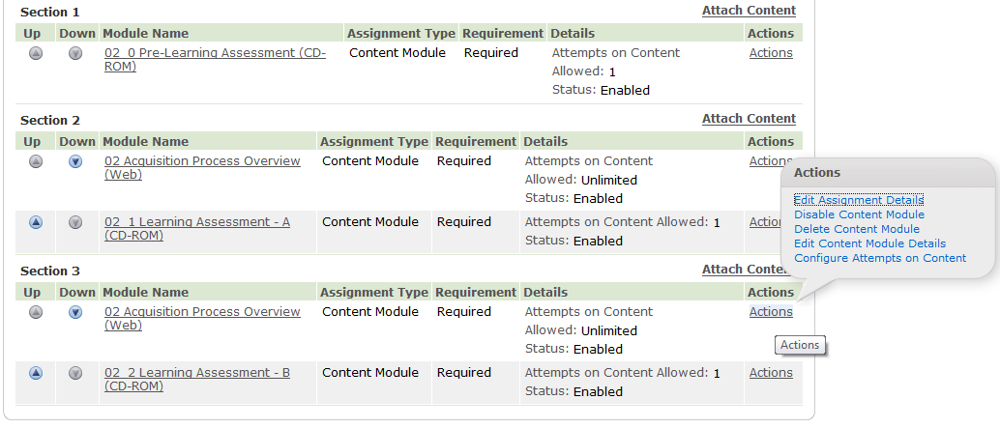 Section 1
Attach Content
Up Down Module Name Assignment Type Requirement Details Actions
02_0 Pre-Learning Assessment (CD-ROM) Content Module Required Attempts on Content Allowed: 1 Actions
Status: Enabled
Section 2
Attach Content
Up Down Module Name Assignment Type Requirement Details Actions
02 Acquisition Process Overview (Web) Content Module Required Attempts on Content Allowed: Unlimited Actions
Status: Enabled
02_1 Learning Assessment - A (CD-ROM) Content Module Required Attempts on Content Allowed: 1 Actions
Status: Enabled
Actions
Edit Assignment Details
Disable Content Module
Delete Content Module
Edit Content Module Details
Configure Attempts on Content
Section 3
Attach Content
Up Down Module Name Assignment Type Requirement Details Actions
02 Acquisition Process Overview (Web) Content Module Required Attempts on Content Allowed: Unlimited Actions
Status: Enabled
Actions
02_2 Learning Assessment - B (CD-ROM) Content Module Required Attempts on Content Allowed: 1 Actions
Status: Enabled